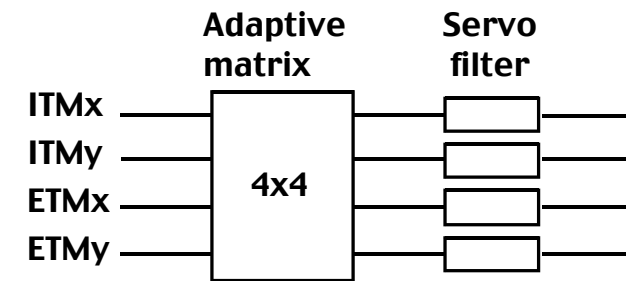 Adaptive
matrix
Servo
filter
ITMx
ITMy
ETMx
ETMy
4x4